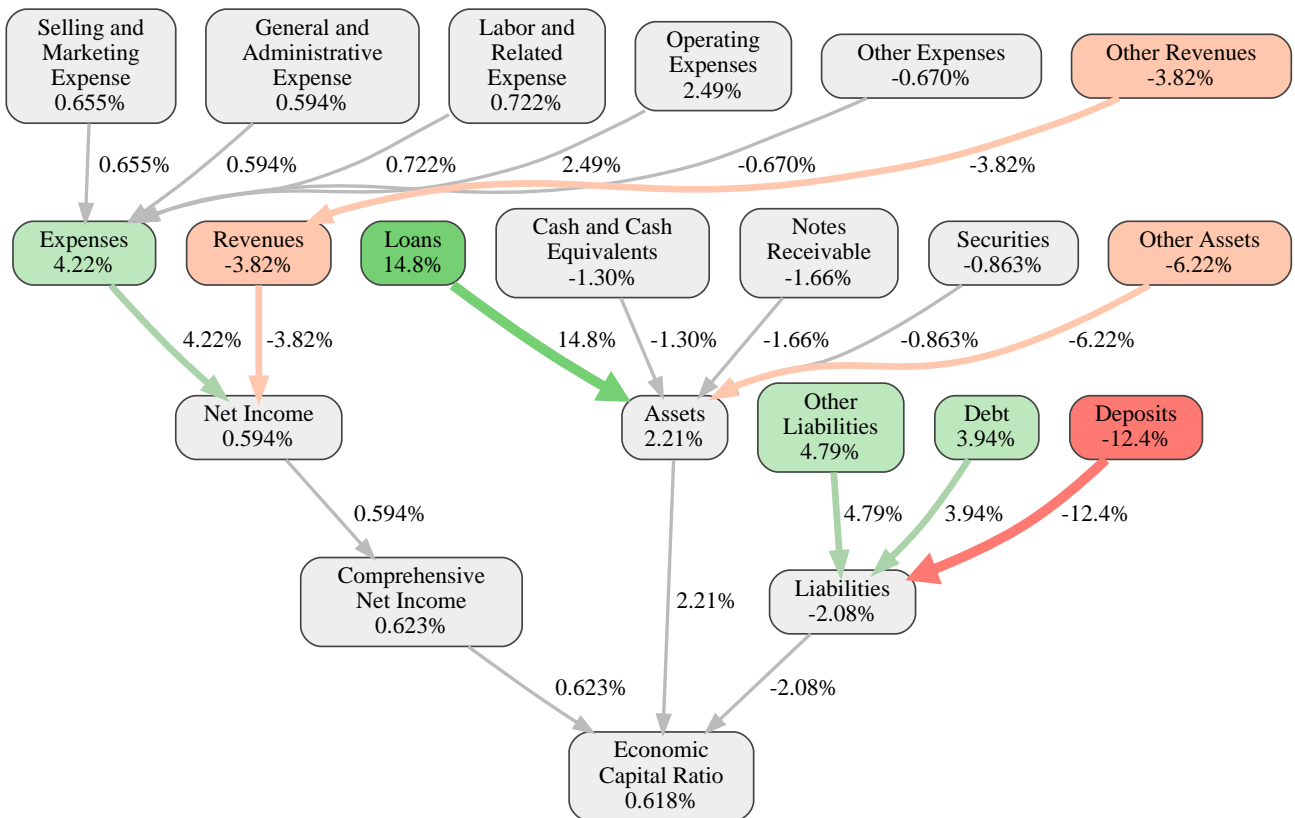 Selling and
Marketing
Expense
0.655%
General and
Administrative
Expense
0.594%
Labor and
Related
Expense
0.722%
Operating
Expenses
2.49%
Other Expenses
-0.670%
Other Revenues
-3.82%
0.655%
0.594%
0.722%
2.49%
-0.670%
-3.82%
Expenses
4.22%
Revenues
-3.82%
Loans
14.8%
Cash and Cash
Equivalents
-1.30%
Notes
Receivable
-1.66%
Securities
-0.863%
Other Assets
-6.22%
4.22%
-3.82%
14.8%
-1.30%
-1.66%
-0.863%
-6.22%
Net Income
0.594%
Assets
2.21%
Other
Liabilities
4.79%
Debt
3.94%
Deposits
-12.4%
0.594%
4.79%
3.94%
-12.4%
Comprehensive
Net Income
0.623%
2.21%
Liabilities
-2.08%
0.623%
-2.08%
Economic
Capital Ratio
0.618%